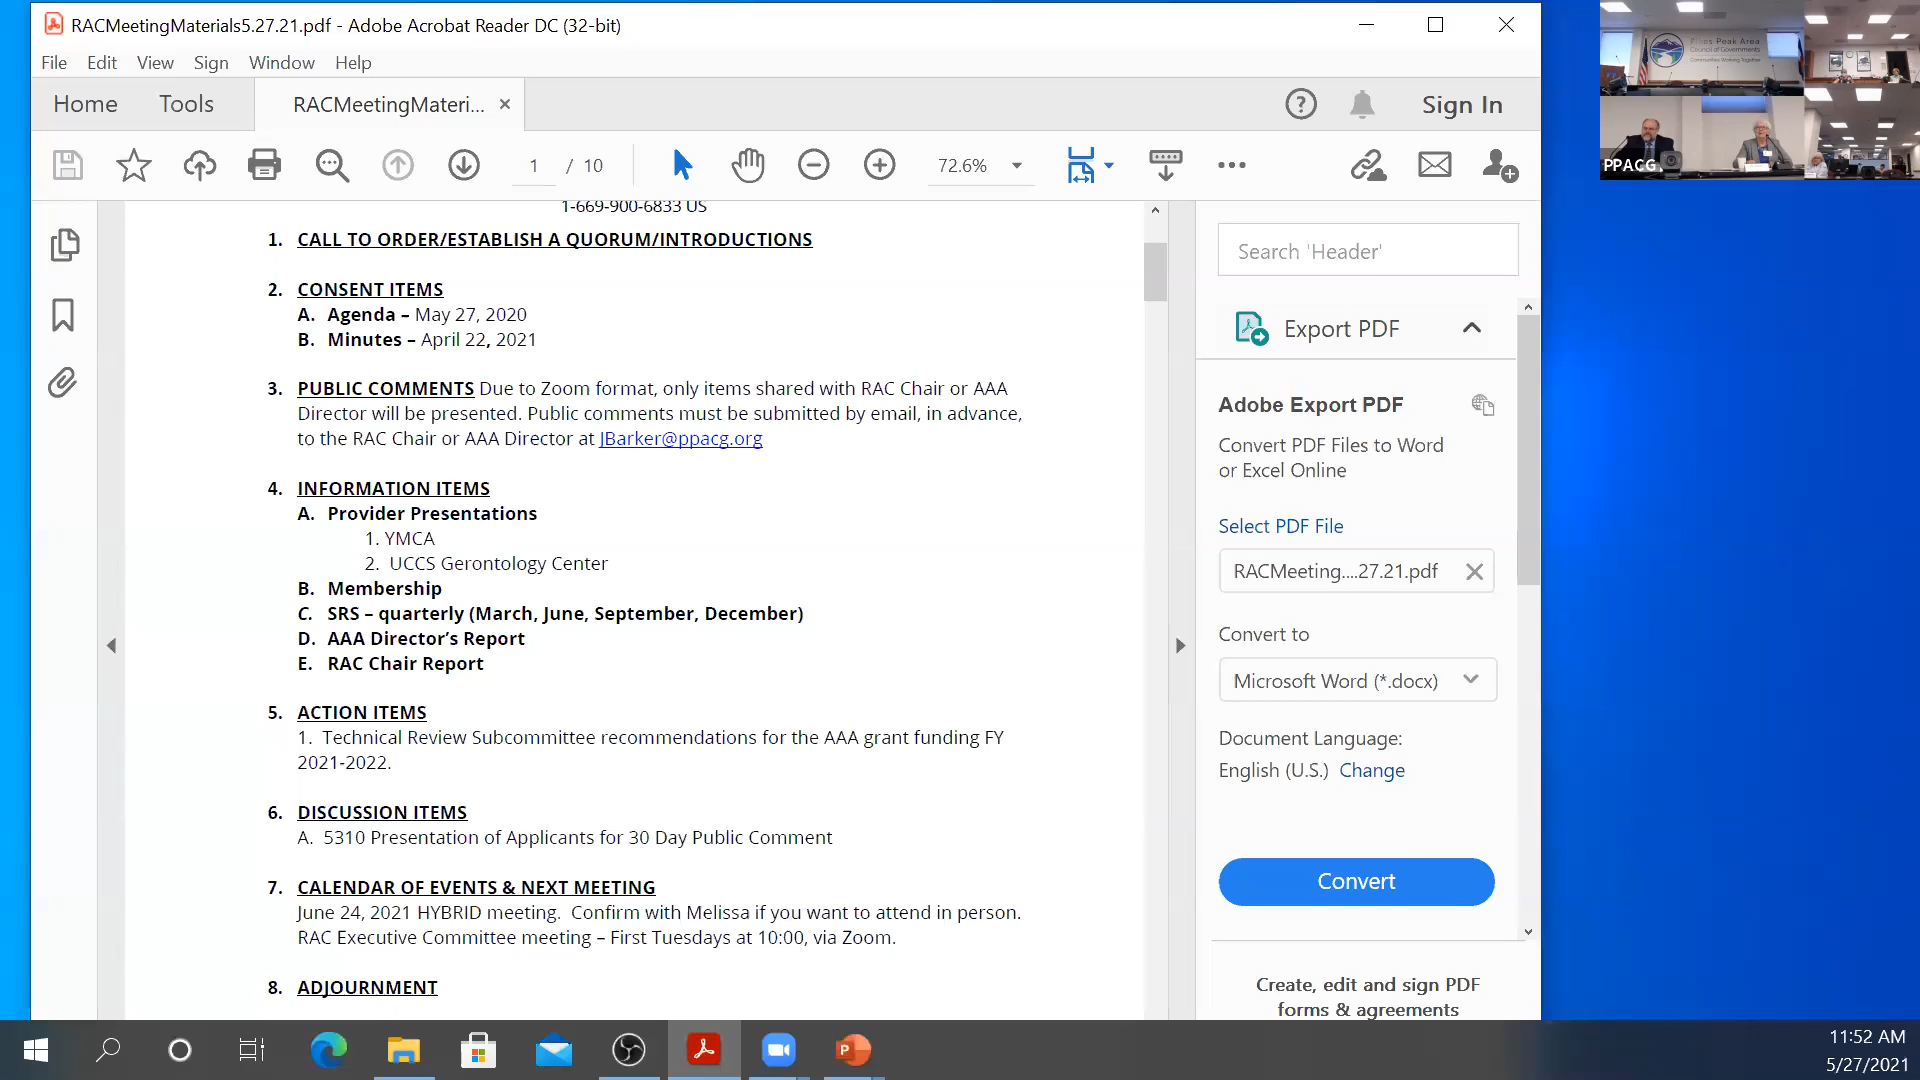 RACMeetingMaterials5.27.21.pdf - Adobe Acrobat Reader DC (32-bit)
File Edit View Sign Window Help
Home Tools RACMeetingMateri... Sign In
1 / 10 72.6%
1-669-900-6833 US
1. CALL TO ORDER/ESTABLISH A QUORUM/INTRODUCTIONS
2. CONSENT ITEMS
A. Agenda – May 27, 2020
B. Minutes – April 22, 2021
3. PUBLIC COMMENTS Due to Zoom format, only items shared with RAC Chair or AAA
Director will be presented. Public comments must be submitted by email, in advance,
to the RAC Chair or AAA Director at JBarker@ppacg.org
4. INFORMATION ITEMS
A. Provider Presentations
1. YMCA
2. UCCS Gerontology Center
B. Membership
C. SRS – quarterly (March, June, September, December)
D. AAA Director's Report
E. RAC Chair Report
5. ACTION ITEMS
1. Technical Review Subcommittee recommendations for the AAA grant funding FY
2021-2022.
6. DISCUSSION ITEMS
A. 5310 Presentation of Applicants for 30 Day Public Comment
7. CALENDAR OF EVENTS & NEXT MEETING
June 24, 2021 HYBRID meeting. Confirm with Melissa if you want to attend in person.
RAC Executive Committee meeting – First Tuesdays at 10:00, via Zoom.
8. ADJOURNMENT
Search 'Header'
Export PDF
Adobe Export PDF
Convert PDF Files to Word
or Excel Online
Select PDF File
RACMeeting....27.21.pdf
Convert to
Microsoft Word (*.docx)
Document Language:
English (U.S.) Change
Convert
Create, edit and sign PDF
forms & agreements
Pikes Peak Area
Council of Governments
Communities Working Together
PPACG
11:52 AM
5/27/2021